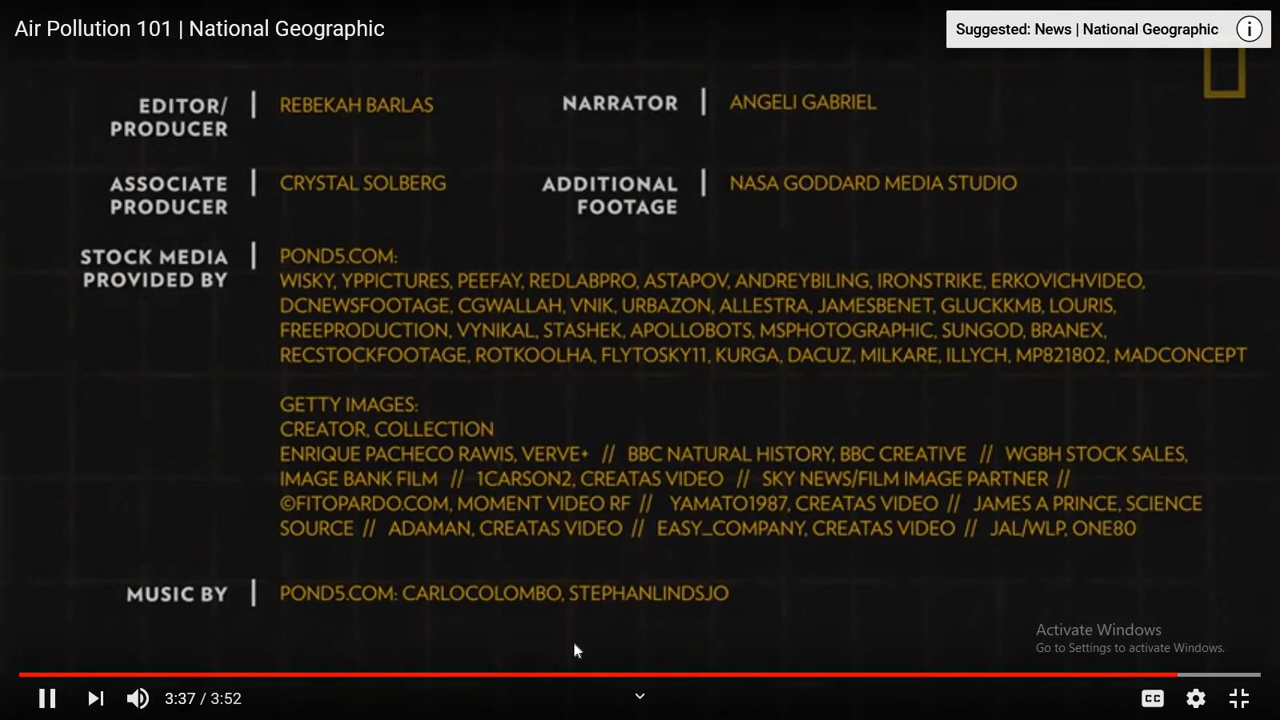 Air Pollution 101 | National Geographic
Suggested: News | National Geographic
EDITOR/
PRODUCER
REBEKAH BARLAS
NARRATOR
ANGELI GABRIEL
ASSOCIATE
PRODUCER
CRYSTAL SOLBERG
ADDITIONAL
FOOTAGE
NASA GODDARD MEDIA STUDIO
STOCK MEDIA
PROVIDED BY
POND5.COM:
WISKY, YPPICTURES, PEEFAY, REDLABPRO, ASTAPOV, ANDREYBILING, IRONSTRIKE, ERKOVICHVIDEO,
DCNEWSFOOTAGE, CGWALLAH, VNIK, URBAZON, ALLESTRA, JAMESBENET, GLUCKKMB, LOURIS,
FREEPRODUCTION, VYNIKAL, STASHEK, APOLLOBOTS, MSPHOTOGRAPHIC, SUNGOD, BRANEX,
RECSTOCKFOOTAGE, ROTKOOLHA, FLYTOSKY11, KURGA, DACUZ, MILKARE, ILLYCH, MP821802, MADCONCEPT
GETTY IMAGES:
CREATOR, COLLECTION
ENRIQUE PACHECO RAWIS, VERVE+ // BBC NATURAL HISTORY, BBC CREATIVE // WGBH STOCK SALES,
IMAGE BANK FILM // 1CARSON2, CREATAS VIDEO // SKY NEWS/FILM IMAGE PARTNER //
©FITOPARDO.COM, MOMENT VIDEO RF // YAMATO1987, CREATAS VIDEO // JAMES A PRINCE, SCIENCE
SOURCE // ADAMAN, CREATAS VIDEO // EASY_COMPANY, CREATAS VIDEO // JAL/WLP, ONE80
MUSIC BY
POND5.COM: CARLOCOLOMBO, STEPHANLINDSJO
Activate Windows
Go to Settings to activate Windows.
3:37 / 3:52
CC